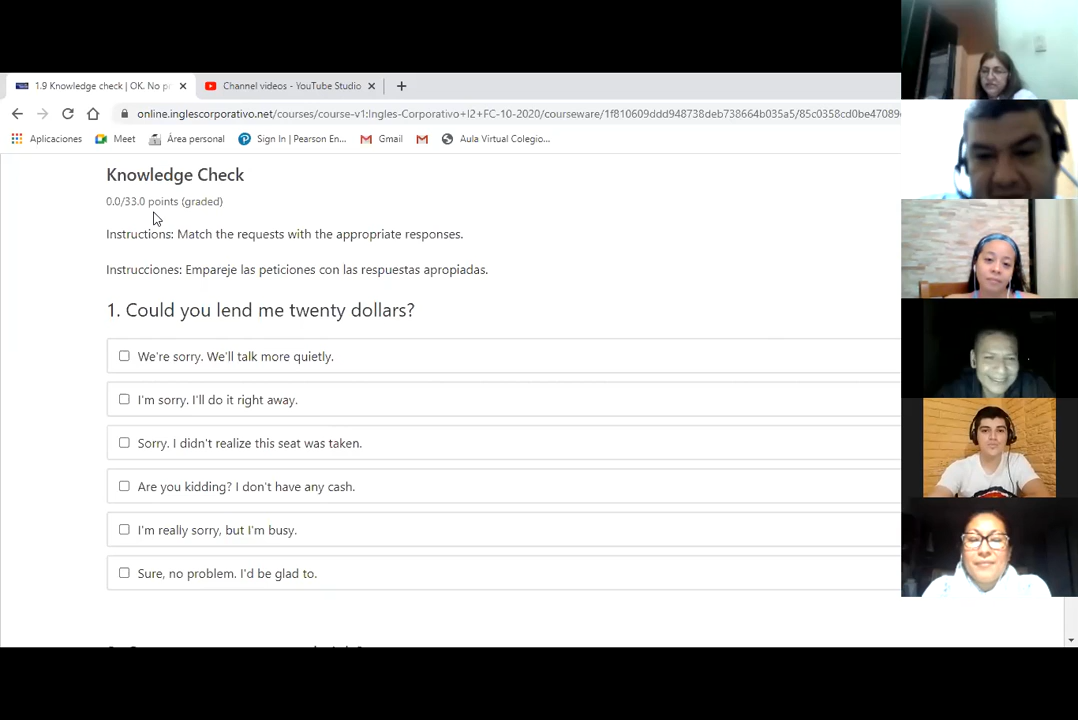 1.9 Knowledge check | OK. No p
Channel videos - YouTube Studio
online.inglescorporativo.net/courses/course-v1:Ingles-Corporativo+I2+FC-10-2020/courseware/1f810609ddd948738deb738664b035a5/85c0358cd0be47089
Aplicaciones
Meet
Área personal
Sign In | Pearson En...
Gmail
Aula Virtual Colegio...
Knowledge Check
0.0/33.0 points (graded)
Instructions: Match the requests with the appropriate responses.
Instrucciones: Empareje las peticiones con las respuestas apropiadas.
1. Could you lend me twenty dollars?
We're sorry. We'll talk more quietly.
I'm sorry. I'll do it right away.
Sorry. I didn't realize this seat was taken.
Are you kidding? I don't have any cash.
I'm really sorry, but I'm busy.
Sure, no problem. I'd be glad to.